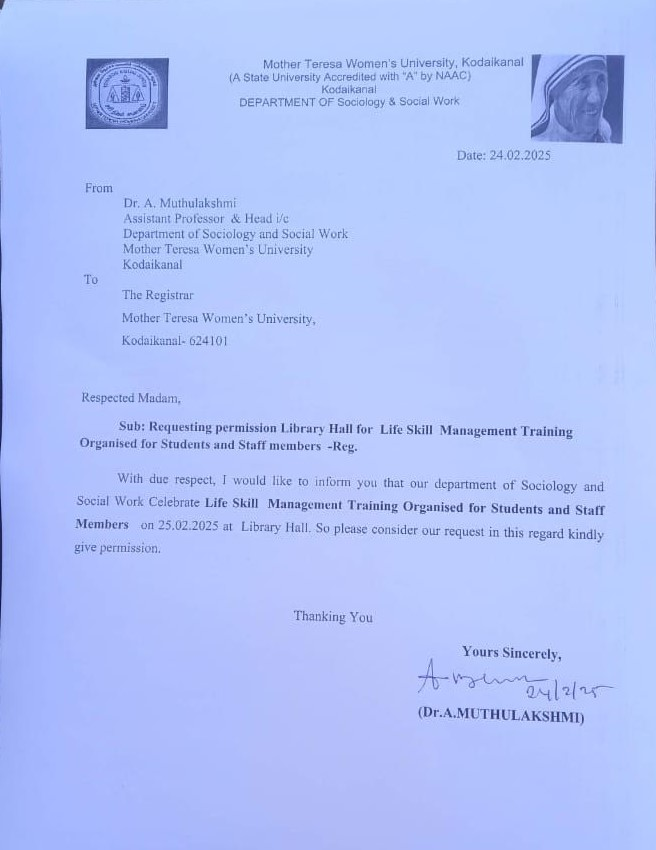 Mother Teresa Women's University, Kodaikanal
(A State University Accredited with "A" by NAAC)
Kodaikanal
DEPARTMENT OF Sociology & Social Work
Date: 24.02.2025
From
Dr. A. Muthulakshmi
Assistant Professor & Head i/c
Department of Sociology and Social Work
Mother Teresa Women's University
Kodaikanal
To
The Registrar
Mother Teresa Women's University,
Kodaikanal- 624101
Respected Madam,
Sub: Requesting permission Library Hall for Life Skill Management Training
Organised for Students and Staff members -Reg.
With due respect, I would like to inform you that our department of Sociology and
Social Work Celebrate Life Skill Management Training Organised for Students and Staff
Members on 25.02.2025 at Library Hall. So please consider our request in this regard kindly
give permission.
Thanking You
Yours Sincerely,
24/2/25
(Dr.A.MUTHULAKSHMI)